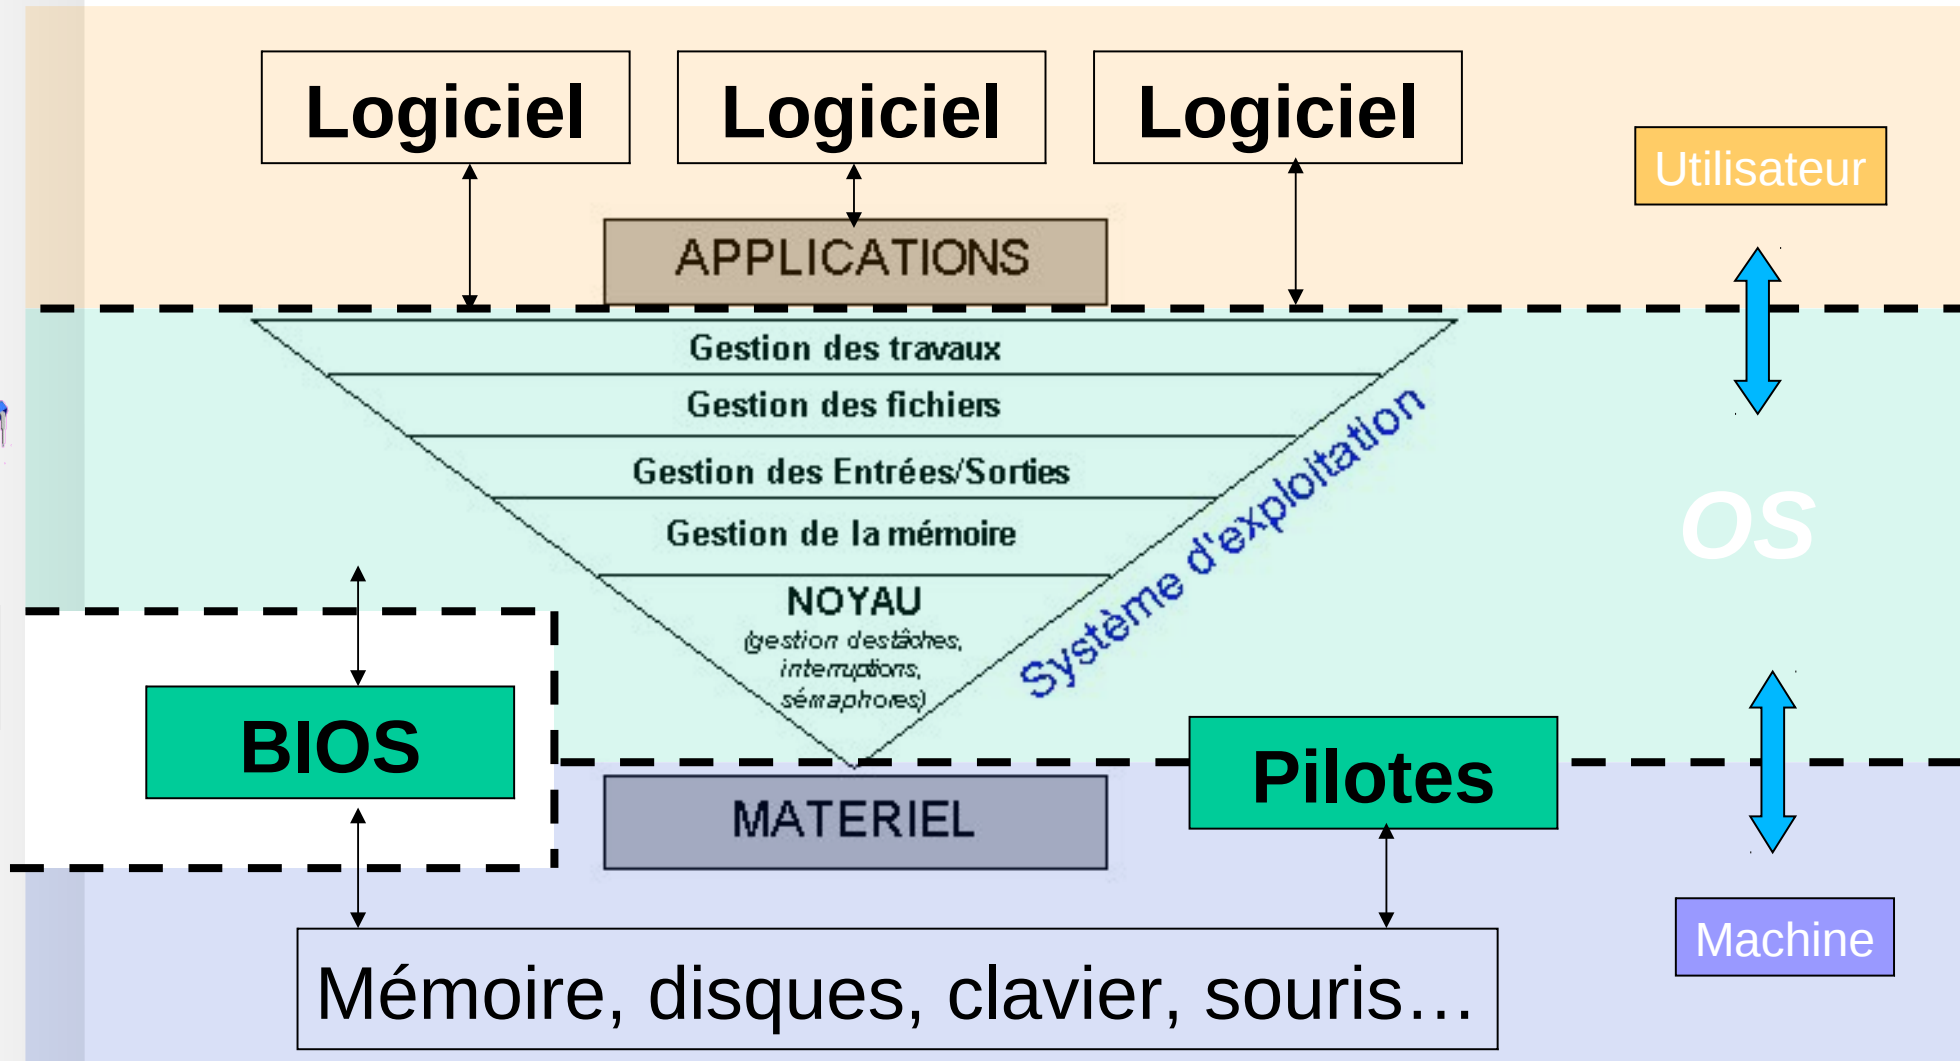 Logiciel
Logiciel
Logiciel
Utilisateur
APPLICATIONS
Gestion des travaux
Gestion des fichiers
Gestion des Entrées/Sorties
Gestion de la mémoire
NOYAU
(gestion des tâches,
interruptions,
sémaphores)
Système d'exploitation
OS
BIOS
Pilotes
MATERIEL
Machine
Mémoire, disques, clavier, souris…